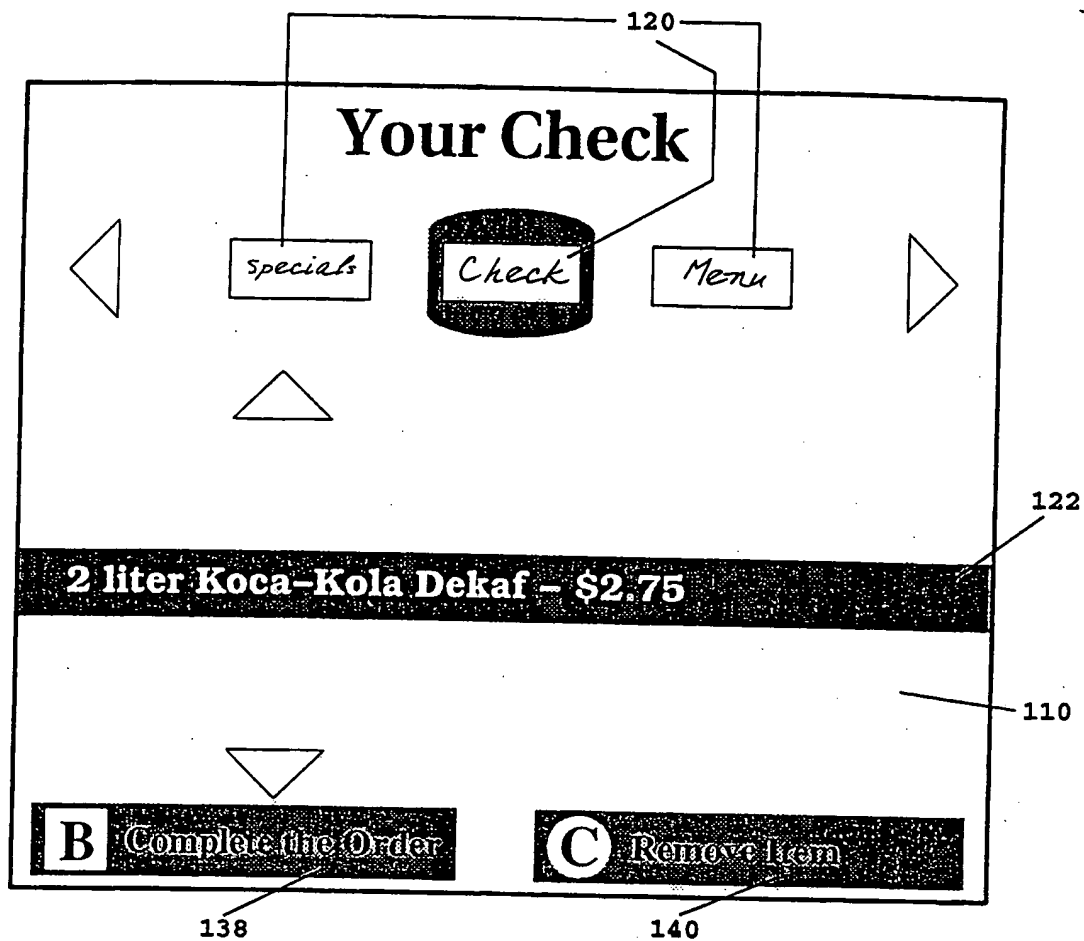 120
Your Check
Specials Check Menu
122
2 liter Koca-Kola Dekaf – $2.75
110
B Complete the Order C Remove Item
138 140